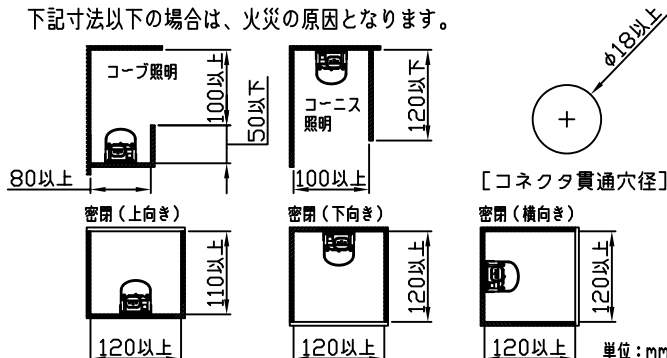 下記寸法以下の場合は、火災の原因となります。
コーブ照明
100以上
50以下
80以上
コーニス
照明
120以下
100以上
φ18以上
[コネクタ貫通穴径]
密閉(上向き)
110以上
120以上
密閉(下向き)
120以上
120以上
密閉(横向き)
120以上
120以上
単位:mm